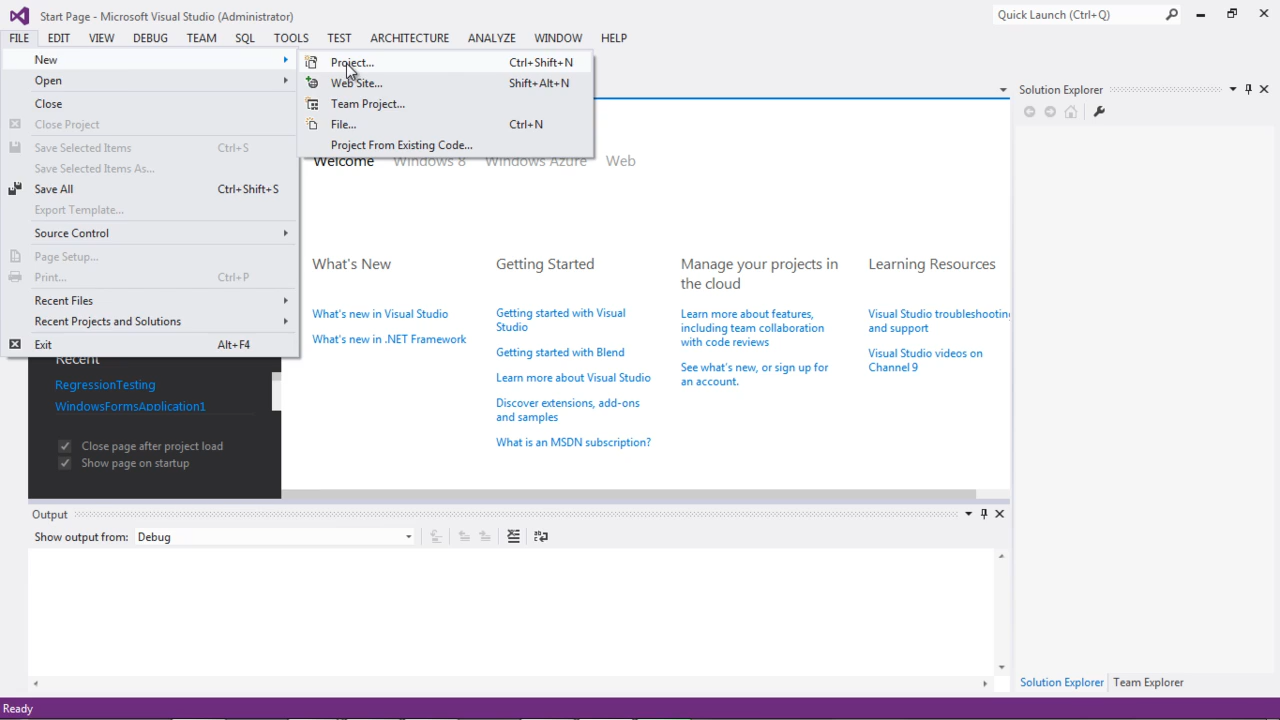 Start Page - Microsoft Visual Studio (Administrator)
Quick Launch (Ctrl+Q)
FILE EDIT VIEW DEBUG TEAM SQL TOOLS TEST ARCHITECTURE ANALYZE WINDOW HELP
New
Open
Close
Close Project
Save Selected Items Ctrl+S
Save Selected Items As...
Save All Ctrl+Shift+S
Export Template...
Source Control
Page Setup...
Print... Ctrl+P
Recent Files
Recent Projects and Solutions
Exit Alt+F4
Project... Ctrl+Shift+N
Web Site... Shift+Alt+N
Team Project...
File... Ctrl+N
Project From Existing Code...
Welcome Windows 8 Windows Azure Web
What's New
What's new in Visual Studio
What's new in .NET Framework
Getting Started
Getting started with Visual
Studio
Getting started with Blend
Learn more about Visual Studio
Discover extensions, add-ons
and samples
What is an MSDN subscription?
Manage your projects in
the cloud
Learn more about features,
including team collaboration
with code reviews
See what's new, or sign up for
an account.
Learning Resources
Visual Studio troubleshooting
and support
Visual Studio videos on
Channel 9
Recent
RegressionTesting
WindowsFormsApplication1
Close page after project load
Show page on startup
Output
Show output from: Debug
Solution Explorer
Solution Explorer Team Explorer
Ready